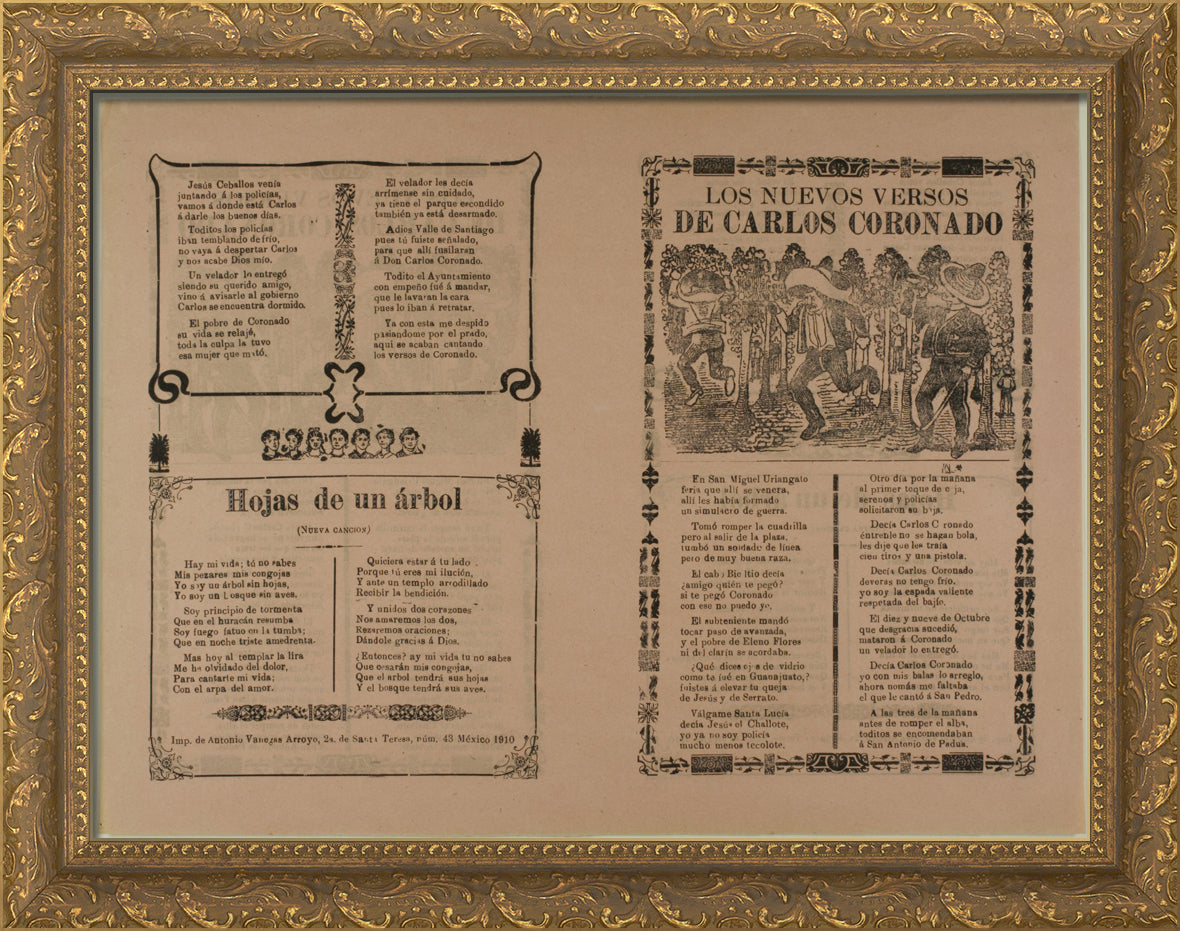 Jesús Ceballos venía
juntando á los policías,
vamos á donde está Carlos
á darle los buenos días.
Toditos los policías
iban temblando de frío,
no vaya á despertar Carlos
y nos acabe Dios mío.
Un velador lo entregó
siendo su querido amigo,
vino á avisarle al gobierno
Carlos se encuentra dormido.
El pobre de Coronado
su vida se relajé,
toda la culpa la tuvo
esa mujer que mató.
El velador les decía
arrímense sin cuidado,
ya tiene el parque escondido
también ya está desarmado.
Adios Valle de Santiago
pues tú fuiste señalado,
para que allí fusilaran
á Don Carlos Coronado.
Todito el Ayuntamiento
con empeño fué á mandar,
que le lavaran la cara
pues lo iban á retratar.
Ya con esta me despido
pasiandome por el prado,
aquí se acaban cantando
los versos de Coronado.
Hojas de un árbol
(NUEVA CANCION)
Hay mi vida; tú no sabes
Mis pezares mis congojas
Yo soy un árbol sin hojas,
Yo soy un bosque sin aves.
Soy principio de tormenta
Que en el huracán resumba
Soy fuego fatuo en la tumba;
Que en noche triste amedrenta.
Mas hoy al templar la lira
Me he olvidado del dolor,
Para cantarte mi vida;
Con el arpa del amor.
Quiciera estar á tu lado
Porque tú eres mi ilución,
Y ante un templo arrodillado
Recibir la bendición.
Y unidos dos corazones
Nos amaremos los dos,
Rezaremos oraciones;
Dándole gracias á Dios.
¿Entonces? ay mi vida tu no sabes
Que cesarán mis congojas,
Que el arbol tendrá sus hojas
Y el bosque tendrá sus aves.
Imp. de Antonio Vanegas Arroyo, 2a. de Santa Teresa, núm. 43 México 1910
LOS NUEVOS VERSOS
DE CARLOS CORONADO
En San Miguel Uriangato
feria que allí se venera,
allí les había formado
un simulacro de guerra.
Tomó romper la cuadrilla
pero al salir de la plaza,
tumbó un soldado de línea
pero de muy buena raza.
El cabo Bicitio decía
¿amigo quién te pegó?
si te pegó Coronado
con ese no puedo yo.
El subteniente mandó
tocar paso de avanzada,
y el pobre de Eleno Flores
ni del clarín se acordaba.
¿Qué dices ojos de vidrio
como te fué en Guanajuato,?
fuistes á elevar tu queja
de Jesús y de Serrato.
Válgame Santa Lucía
decía Jesús el Challote,
yo ya no soy policía
mucho menos tecolote.
Otro día por la mañana
al primer toque de caja,
serenos y policías
solicitaron su baja.
Decía Carlos Coronado
éntrenle no se hagan bola,
les dije que les traía
cien tiros y una pistola.
Decía Carlos Coronado
deveras no tengo frío,
yo soy la espada valiente
respetada del bajío.
El diez y nueve de Octubre
que desgracia sucedió,
mataron á Coronado
un velador lo entregó.
Decía Carlos Coronado
yo con mis balas lo arreglo,
ahora nomás me faltaba
el que le cantó á San Pedro.
A las tres de la mañana
antes de romper el alba,
toditos se encomendaban
á San Antonio de Padua.